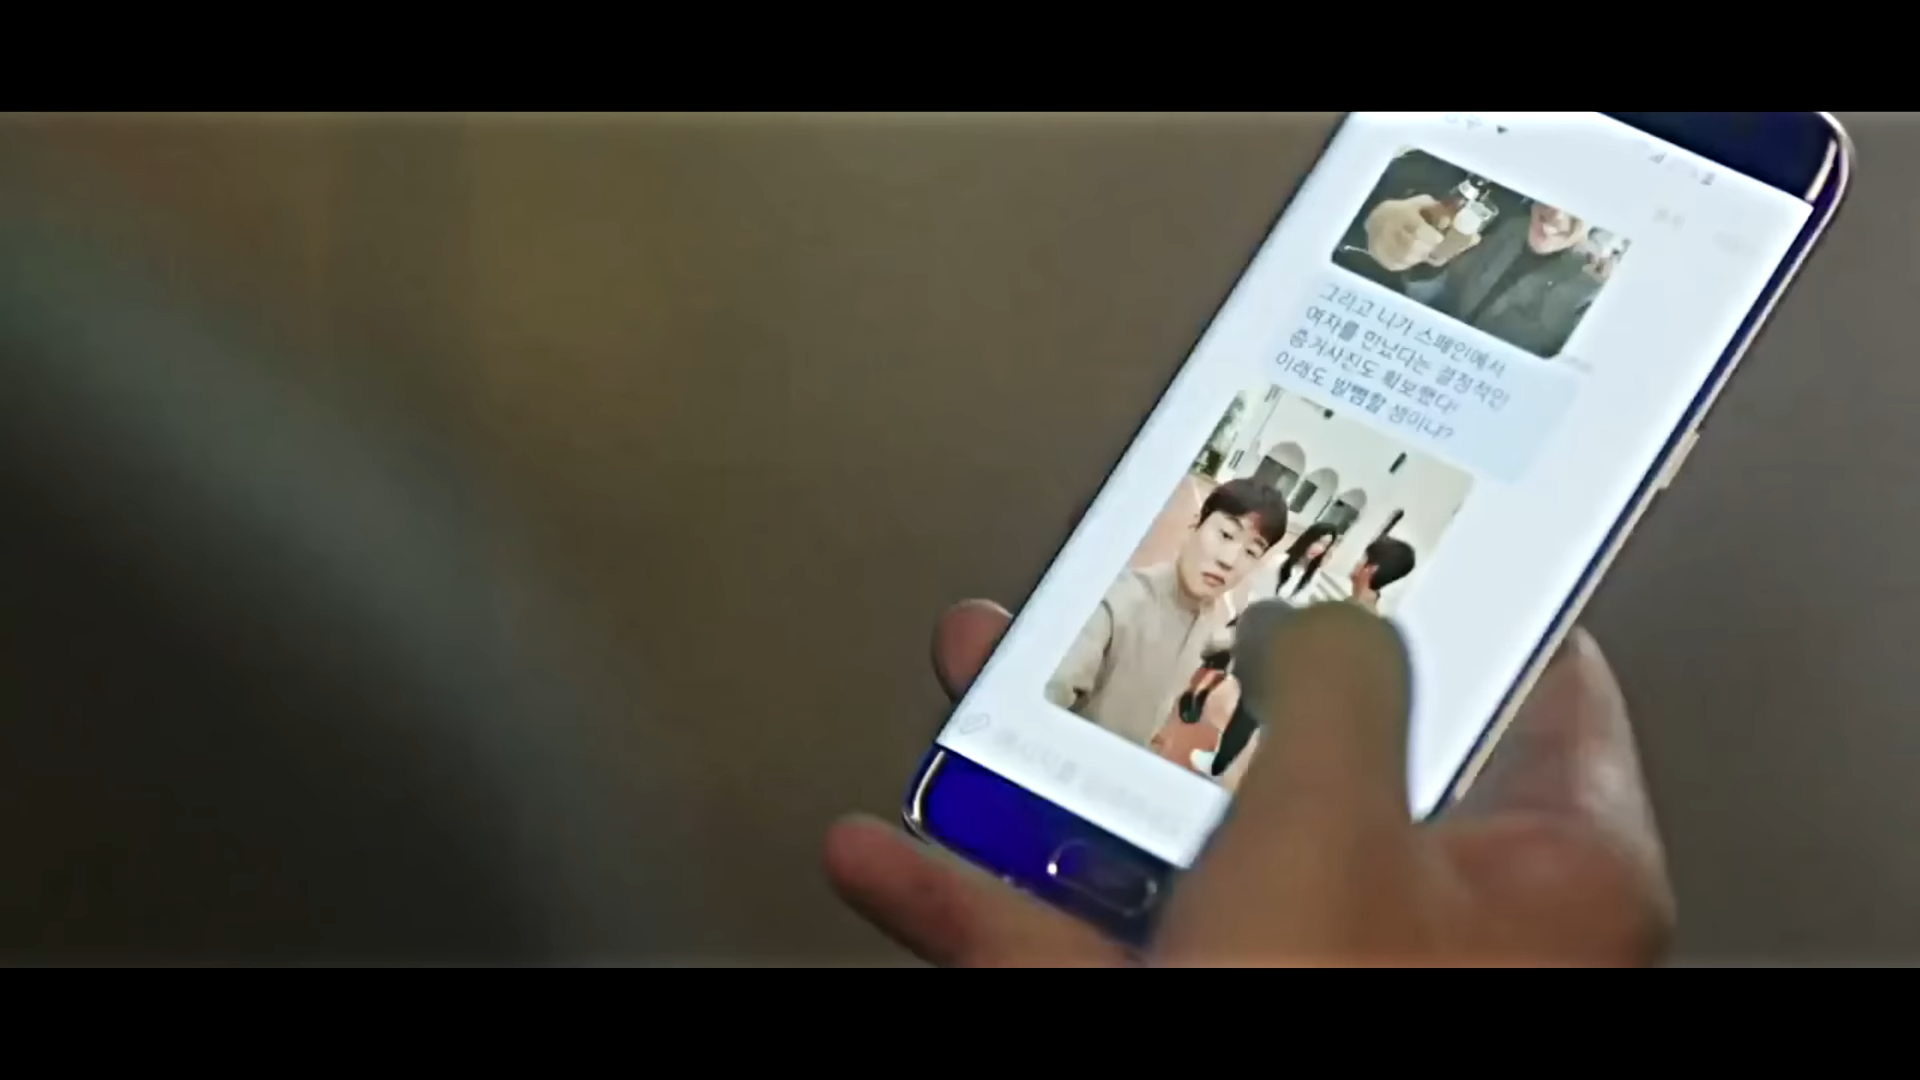 그리고 니가 스페인에서
여자를 만났다는 결정적인
증거사진도 확보했다
이래도 발뺌할 셈이냐?